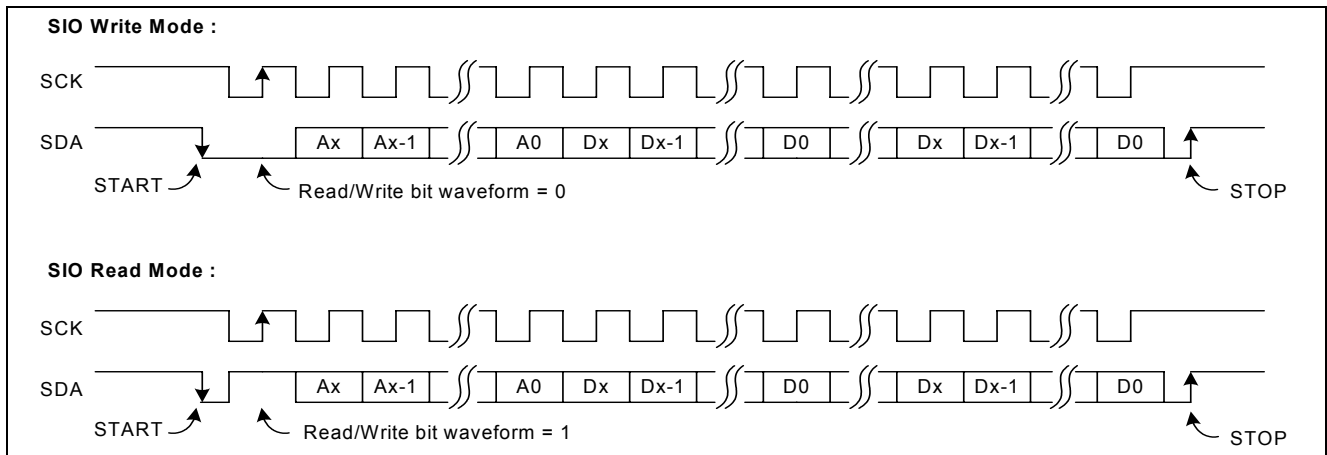 SIO Write Mode :
SCK
SDA Ax Ax-1 A0 Dx Dx-1 D0 Dx Dx-1 D0
START Read/Write bit waveform = 0 STOP
SIO Read Mode :
SCK
SDA Ax Ax-1 A0 Dx Dx-1 D0 Dx Dx-1 D0
START Read/Write bit waveform = 1 STOP